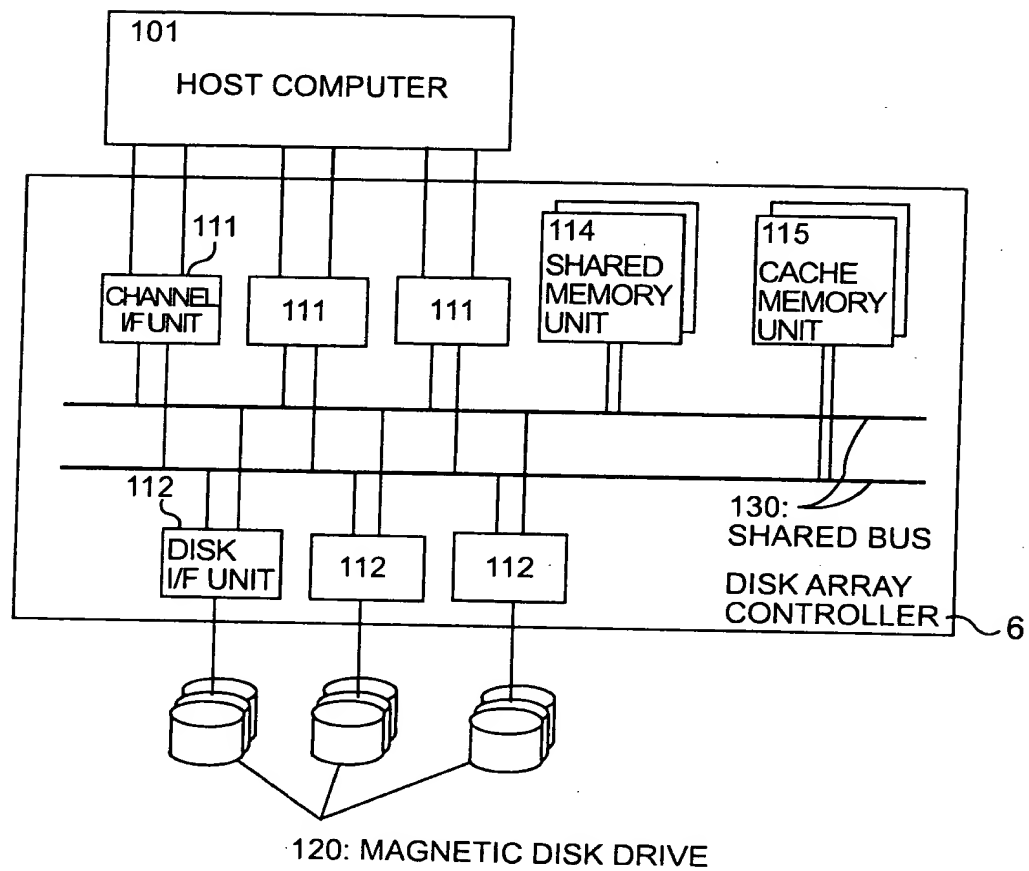 101
HOST COMPUTER
111
CHANNEL
I/F UNIT
111
111
114
SHARED
MEMORY
UNIT
115
CACHE
MEMORY
UNIT
112
DISK
I/F UNIT
112
112
130:
SHARED BUS
DISK ARRAY
CONTROLLER
6
120: MAGNETIC DISK DRIVE